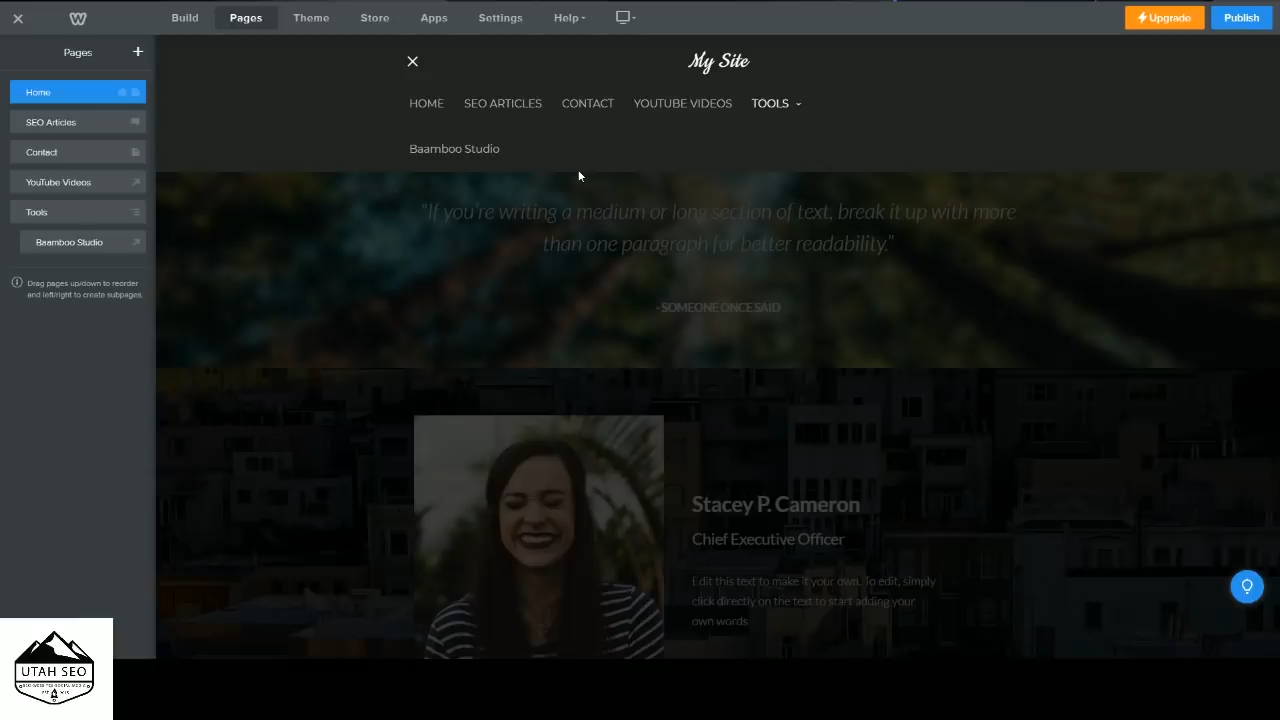 Build Pages Theme Store Apps Settings Help Upgrade Publish
Pages +
Home
SEO Articles
Contact
YouTube Videos
Tools
Baamboo Studio
Drag pages up/down to reorder
and left/right to create subpages.
My Site
HOME SEO ARTICLES CONTACT YOUTUBE VIDEOS TOOLS
Baamboo Studio
"If you're writing a medium or long section of text, break it up with more
than one paragraph for better readability."
- SOMEONE ONCE SAID
Stacey P. Cameron
Chief Executive Officer
Edit this text to make it your own. To edit, simply
click directly on the text to start adding your
own words
UTAH SEO